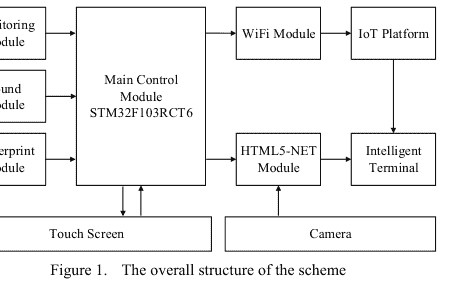 itoring
odule
Main Control
Module
STM32F103RCT6
WiFi Module
IoT Platform
ound
odule
erprint
odule
HTML5-NET
Module
Intelligent
Terminal
Touch Screen
Camera
Figure 1. The overall structure of the scheme